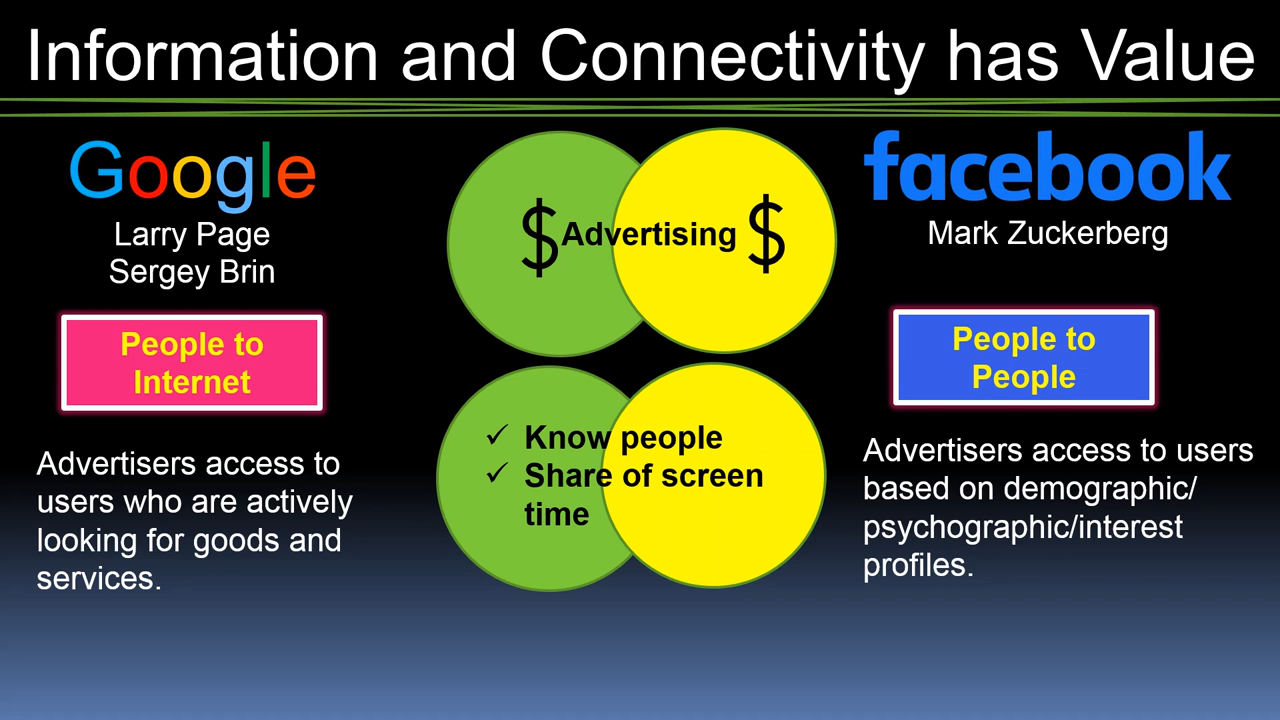 Information and Connectivity has Value
Google
Larry Page
Sergey Brin
People to
Internet
Advertisers access to
users who are actively
looking for goods and
services.
$ Advertising $
✓ Know people
✓ Share of screen
time
facebook
Mark Zuckerberg
People to
People
Advertisers access to users
based on demographic/
psychographic/interest
profiles.